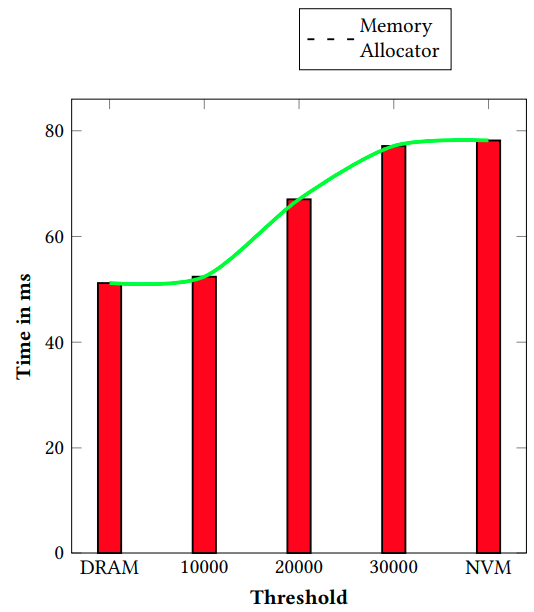 Memory
Allocator
80
60
40
20
0
Time in ms
DRAM 10000 20000 30000 NVM
Threshold